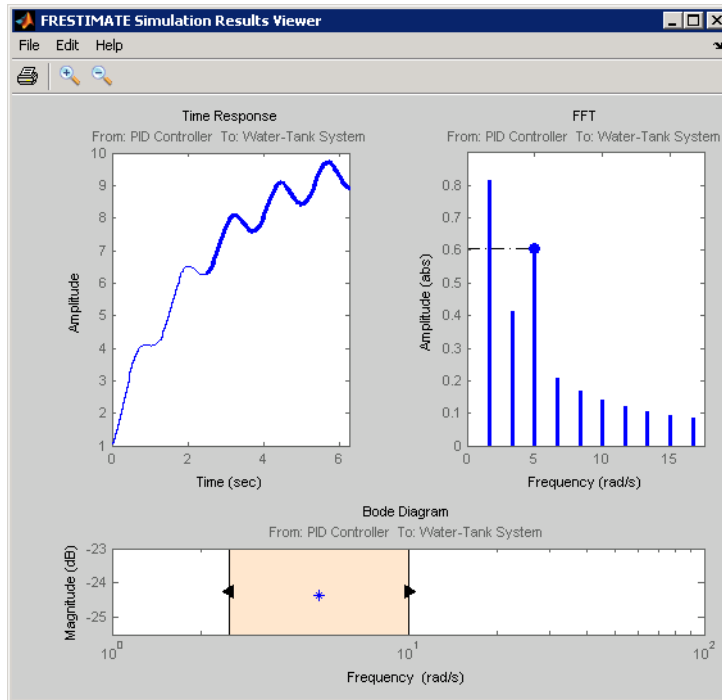 FRESTIMATE Simulation Results Viewer
File Edit Help
Time Response
From: PID Controller To: Water-Tank System
10
9
8
7
6
5
4
3
2
1
Amplitude
0 2 4 6
Time (sec)
FFT
From: PID Controller To: Water-Tank System
0.8
0.7
0.6
0.5
0.4
0.3
0.2
0.1
0
Amplitude (abs)
0 5 10 15
Frequency (rad/s)
Bode Diagram
From: PID Controller To: Water-Tank System
-23
-24
-25
Magnitude (dB)
10^0 10^1 10^2
Frequency (rad/s)